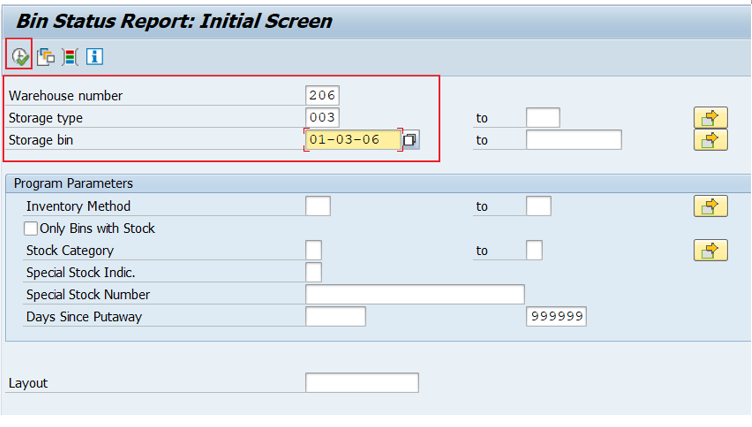 Bin Status Report: Initial Screen
Warehouse number 206
Storage type 003 to
Storage bin 01-03-06 to
Program Parameters
Inventory Method to
Only Bins with Stock
Stock Category to
Special Stock Indic.
Special Stock Number
Days Since Putaway 999999
Layout